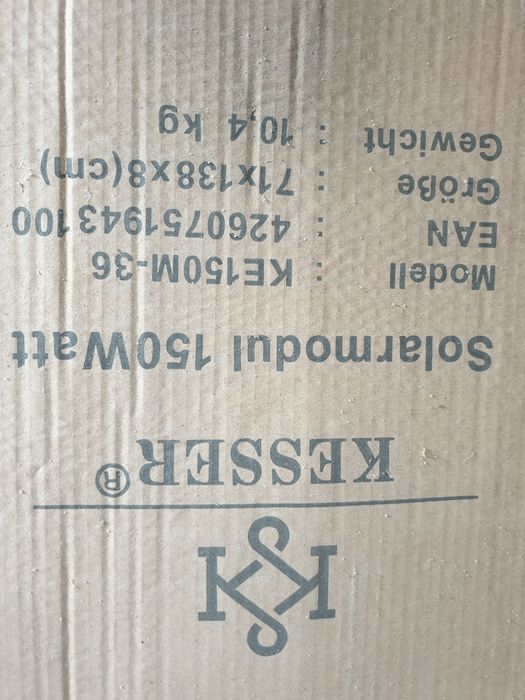 KESSER®
Solarmodul 150Watt
Modell : KE150M-36
EAN : 4260751943100
Größe : 71x138x8(cm)
Gewicht : 10,4 kg